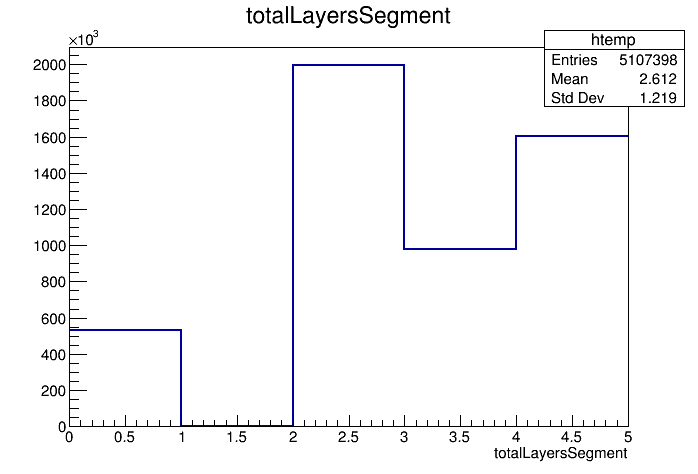 totalLayersSegment
×10³
htemp
Entries 5107398
Mean 2.612
Std Dev 1.219
2000
1800
1600
1400
1200
1000
800
600
400
200
0
0 0.5 1 1.5 2 2.5 3 3.5 4 4.5 5
totalLayersSegment